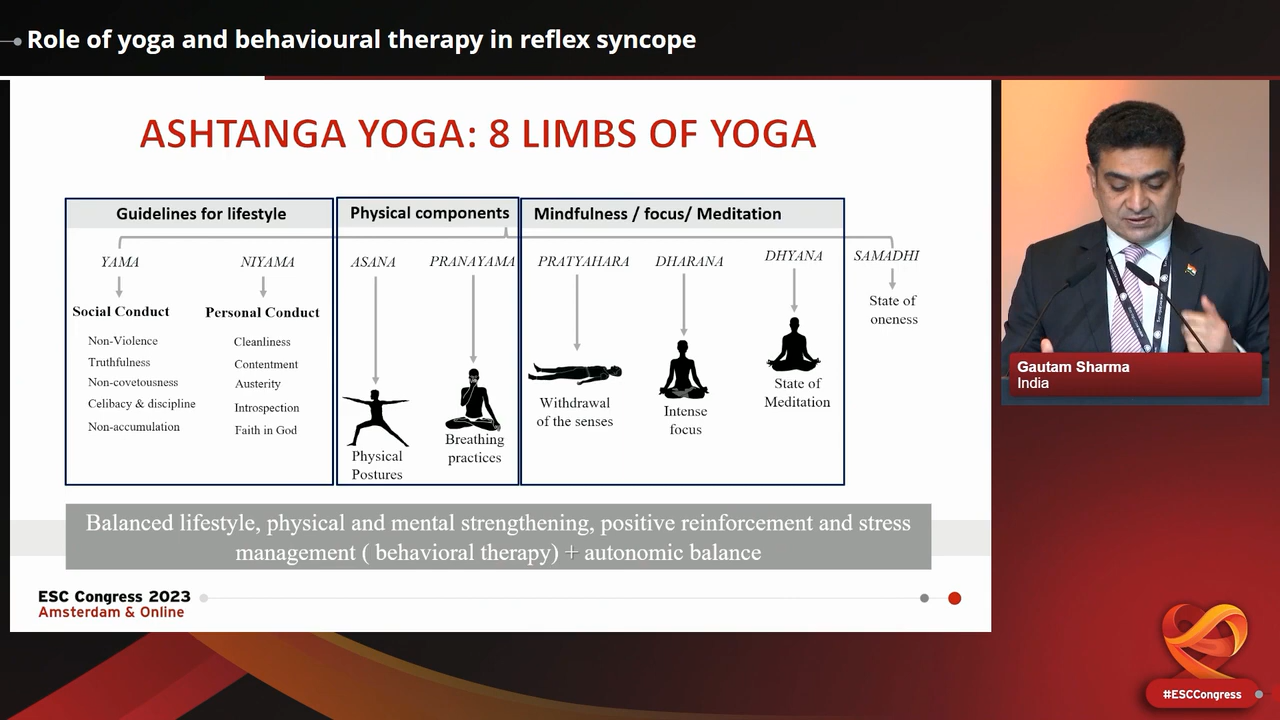 Role of yoga and behavioural therapy in reflex syncope
ASHTANGA YOGA: 8 LIMBS OF YOGA
Guidelines for lifestyle
Physical components
Mindfulness / focus/ Meditation
YAMA
NIYAMA
ASANA
PRANAYAMA
PRATYAHARA
DHARANA
DHYANA
SAMADHI
Social Conduct
Non-Violence
Truthfulness
Non-covetousness
Celibacy & discipline
Non-accumulation
Personal Conduct
Cleanliness
Contentment
Austerity
Introspection
Faith in God
Physical
Postures
Breathing
practices
Withdrawal
of the senses
Intense
focus
State of
Meditation
State of
oneness
Balanced lifestyle, physical and mental strengthening, positive reinforcement and stress
management ( behavioral therapy) + autonomic balance
ESC Congress 2023
Amsterdam & Online
Gautam Sharma
India
#ESCCongress